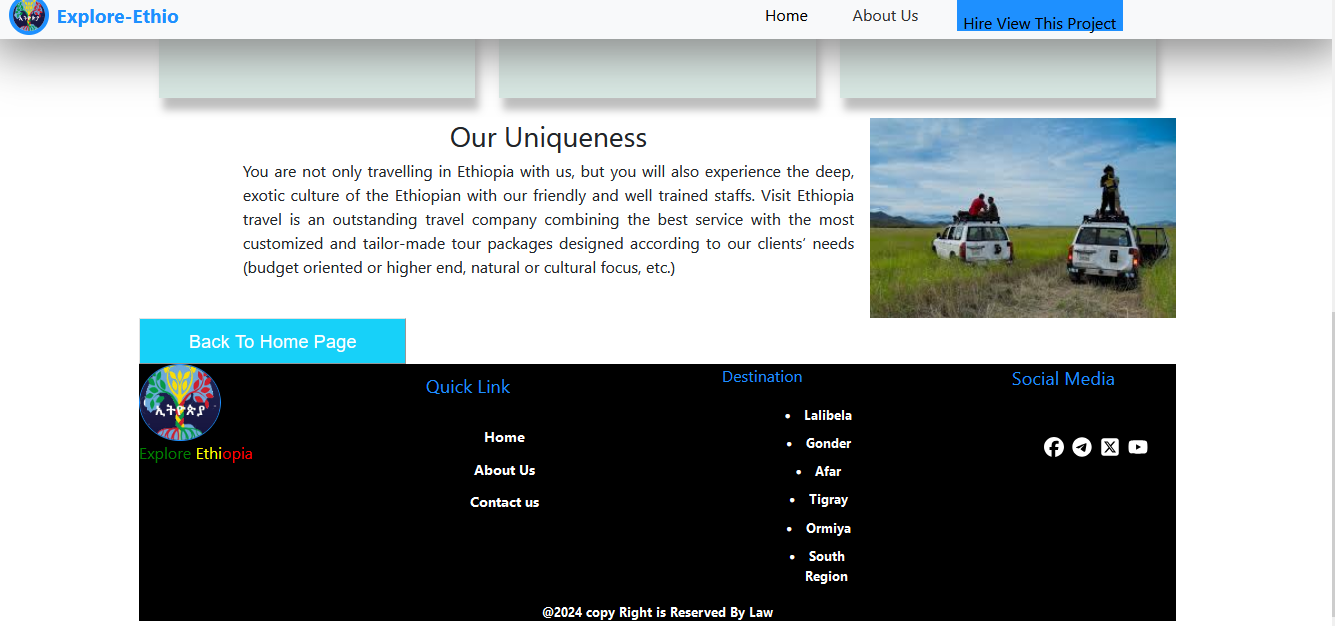 Explore-Ethio
Home
About Us
Hire View This Project
Our Uniqueness
You are not only travelling in Ethiopia with us, but you will also experience the deep,
exotic culture of the Ethiopian with our friendly and well trained staffs. Visit Ethiopia
travel is an outstanding travel company combining the best service with the most
customized and tailor-made tour packages designed according to our clients’ needs
(budget oriented or higher end, natural or cultural focus, etc.)
Back To Home Page
ኢትዮጵያ
Explore Ethiopia
Quick Link
Home
About Us
Contact us
Destination
• Lalibela
• Gonder
• Afar
• Tigray
• Ormiya
• South
Region
Social Media
@2024 copy Right is Reserved By Law